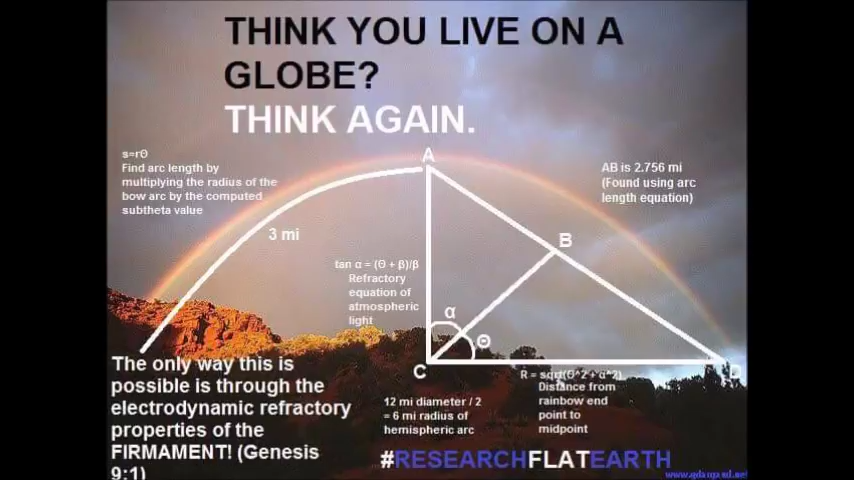 THINK YOU LIVE ON A
GLOBE?
THINK AGAIN.
s=rΘ
Find arc length by
multiplying the radius of the
bow arc by the computed
subtheta value
A
AB is 2.756 mi
(Found using arc
length equation)
3 mi
B
tan α = (Θ + β)/β
Refractory
equation of
atmospheric
light
α
Θ
C
D
The only way this is
possible is through the
electrodynamic refractory
properties of the
FIRMAMENT! (Genesis
9:1)
12 mi diameter / 2
= 6 mi radius of
hemispheric arc
R = sqrt(Θ^2 + α^2)
Distance from
rainbow end
point to
midpoint
#RESEARCHFLATEARTH